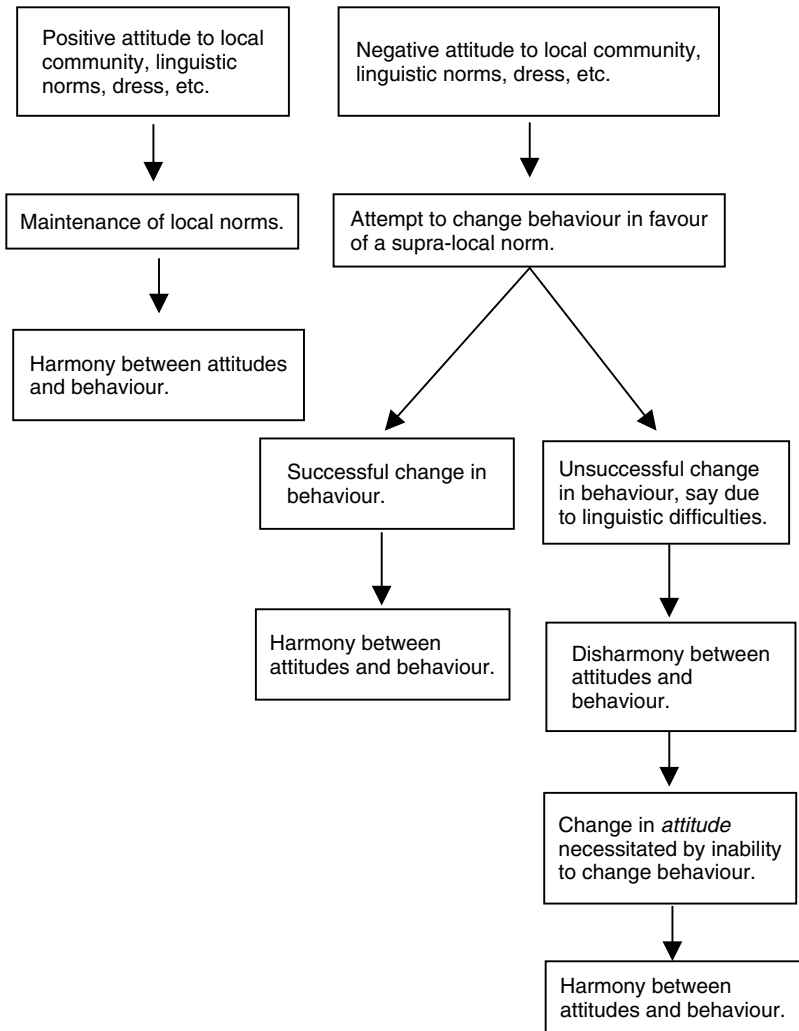 Positive attitude to local
community, linguistic
norms, dress, etc.
Negative attitude to local community,
linguistic norms, dress, etc.
Maintenance of local norms.
Attempt to change behaviour in favour
of a supra-local norm.
Harmony between attitudes
and behaviour.
Successful change in
behaviour.
Unsuccessful change
in behaviour, say due
to linguistic difficulties.
Harmony between
attitudes and behaviour.
Disharmony between
attitudes and
behaviour.
Change in attitude
necessitated by inability
to change behaviour.
Harmony between
attitudes and behaviour.